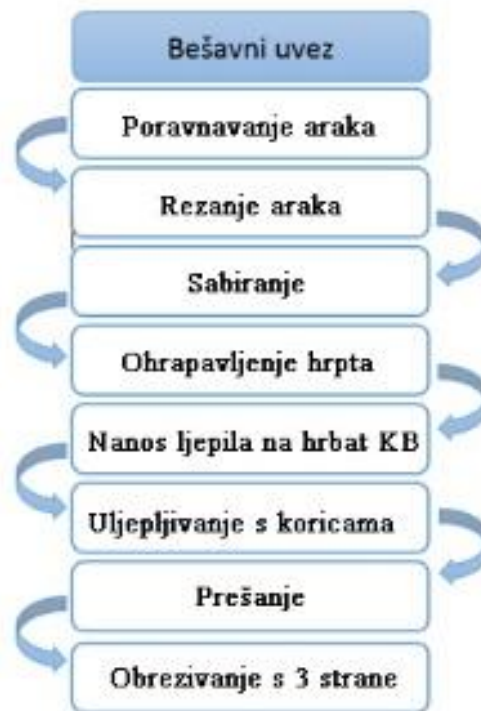 Bešavni uvez
Poravnavanje araka
Rezanje araka
Sabiranje
Ohrapavljenje hrpta
Nanos ljepila na hrbat KB
Uljepljivanje s koricama
Prešanje
Obrezivanje s 3 strane